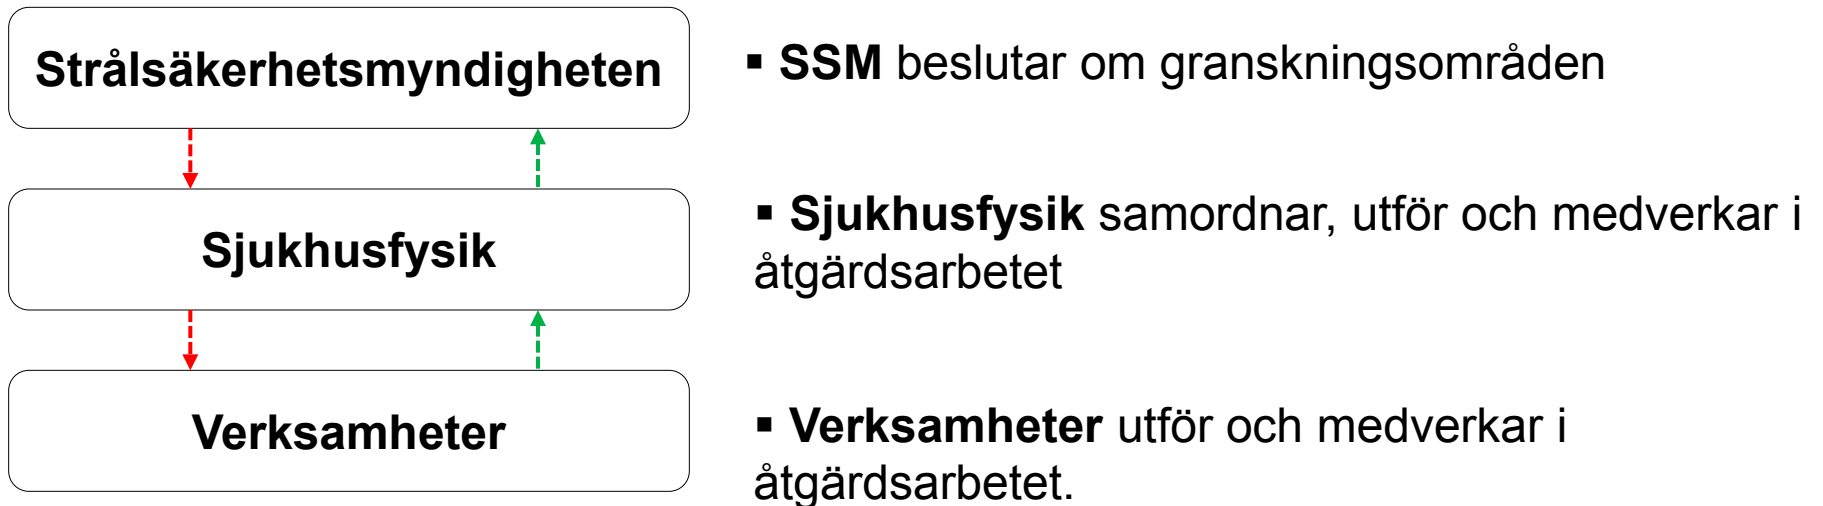 Strålsäkerhetsmyndigheten
▪ SSM beslutar om granskningsområden
Sjukhusfysik
▪ Sjukhusfysik samordnar, utför och medverkar i
åtgärdsarbetet
Verksamheter
▪ Verksamheter utför och medverkar i
åtgärdsarbetet.